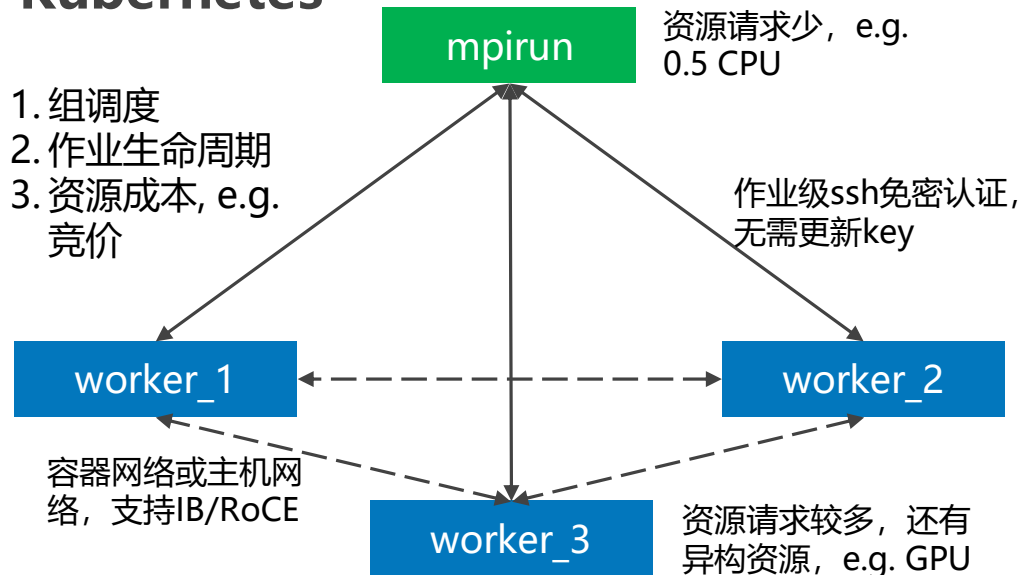 Kubernetes
mpirun
资源请求少，e.g.
0.5 CPU
1. 组调度
2. 作业生命周期
3. 资源成本, e.g.
竞价
作业级ssh免密认证，
无需更新key
worker_1
worker_2
容器网络或主机网
络，支持IB/RoCE
worker_3
资源请求较多，还有
异构资源，e.g. GPU